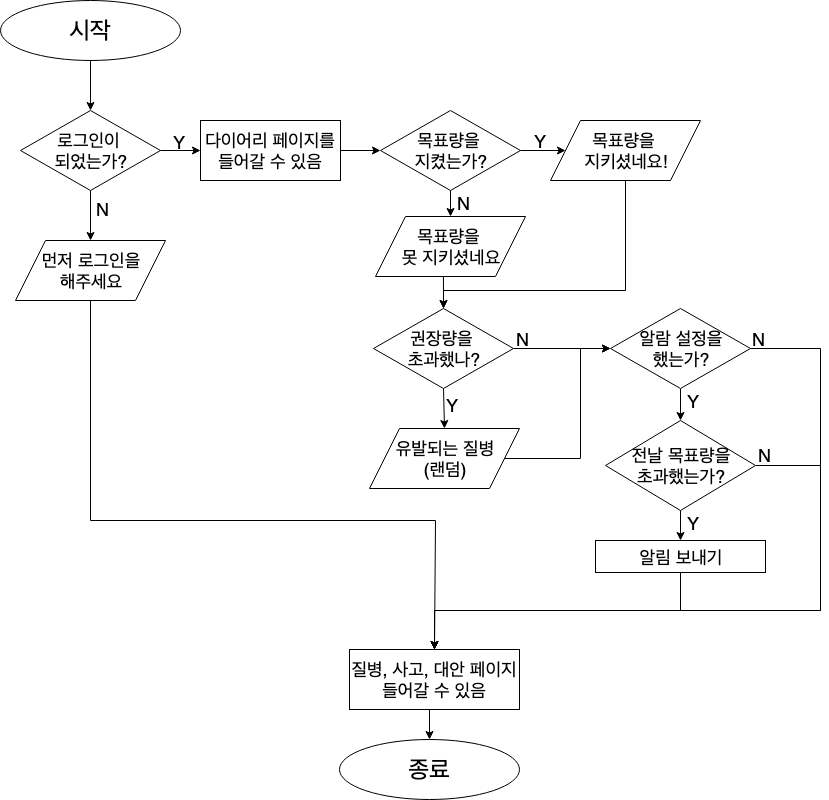 시작
로그인이
되었는가?
Y
다이어리 페이지를
들어갈 수 있음
목표량을
지켰는가?
Y
목표량을
지키셨네요!
N
먼저 로그인을
해주세요
N
목표량을
못 지키셨네요
권장량을
초과했나?
N
알람 설정을
했는가?
N
Y
유발되는 질병
(랜덤)
Y
전날 목표량을
초과했는가?
N
Y
알림 보내기
질병, 사고, 대안 페이지
들어갈 수 있음
종료